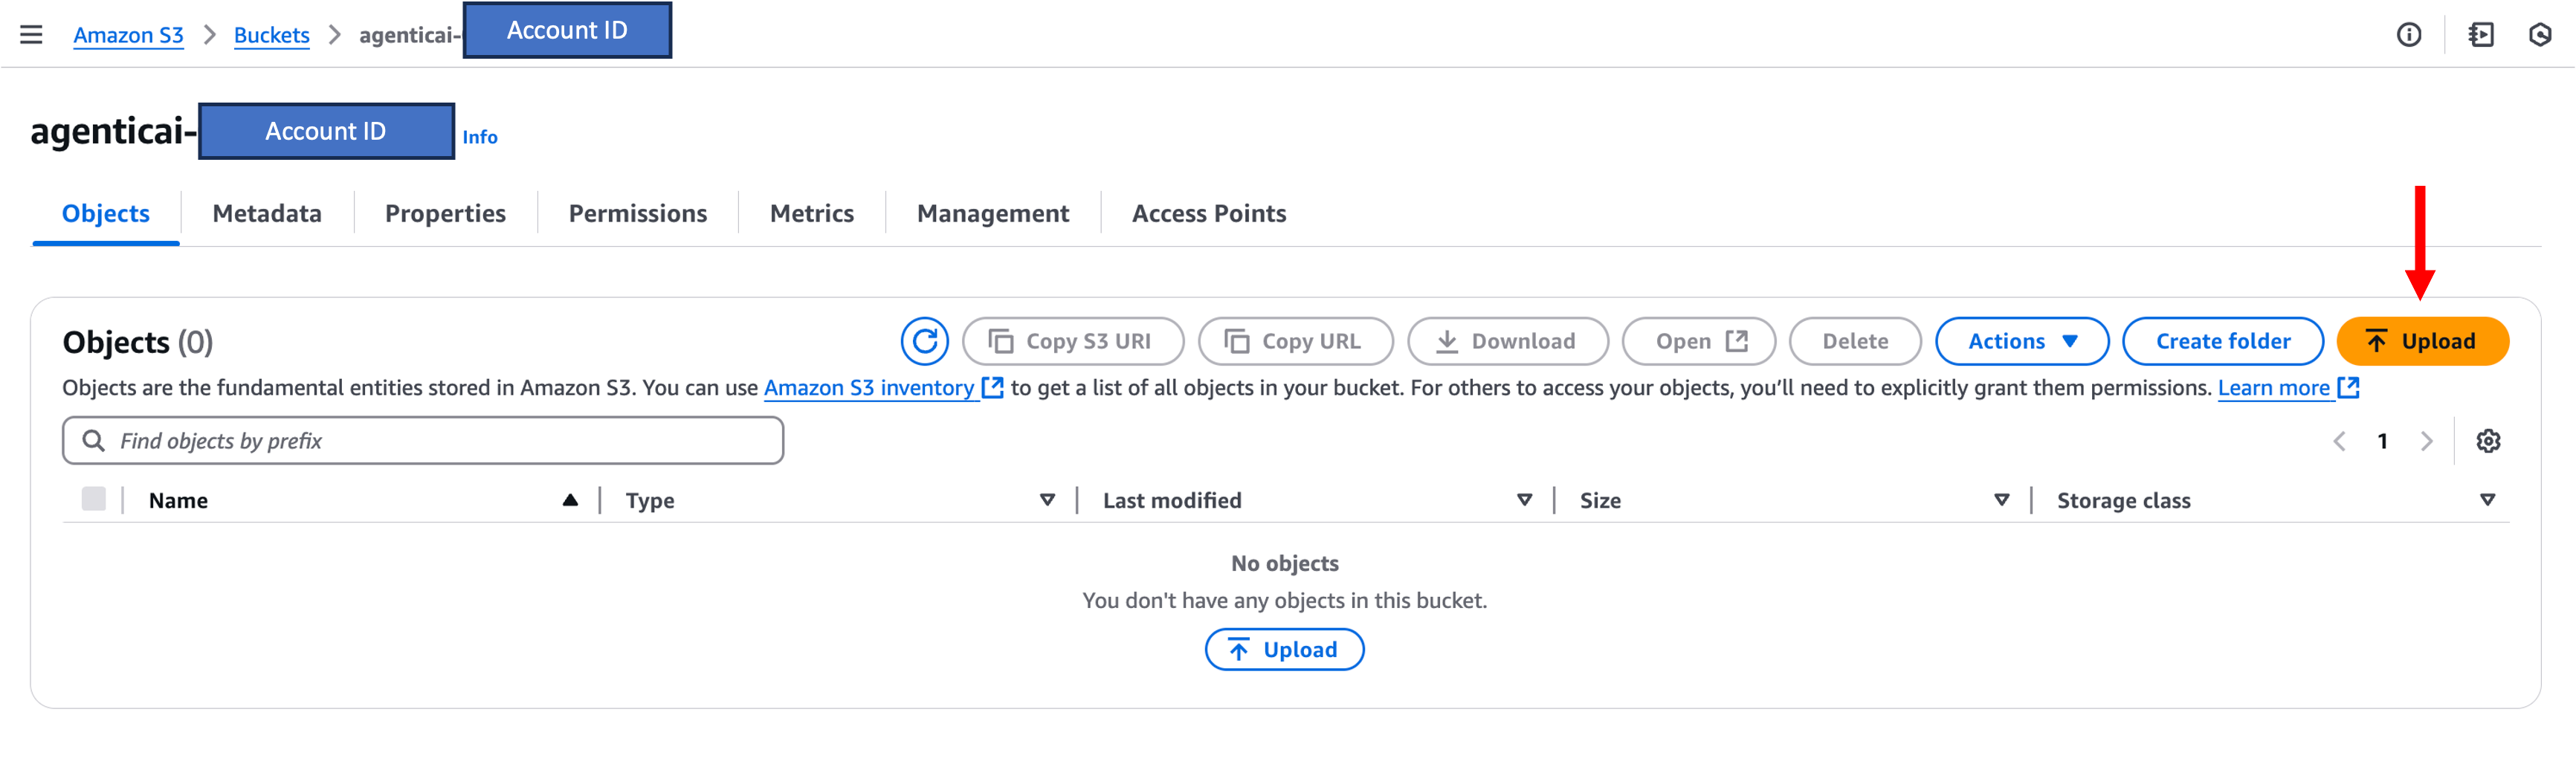 Amazon S3 > Buckets > agenticai- Account ID
agenticai- Account ID Info
Objects Metadata Properties Permissions Metrics Management Access Points
Objects (0) Copy S3 URI Copy URL Download Open Delete Actions Create folder Upload
Objects are the fundamental entities stored in Amazon S3. You can use Amazon S3 inventory to get a list of all objects in your bucket. For others to access your objects, you’ll need to explicitly grant them permissions. Learn more
Find objects by prefix 1
Name Type Last modified Size Storage class
No objects
You don't have any objects in this bucket.
Upload